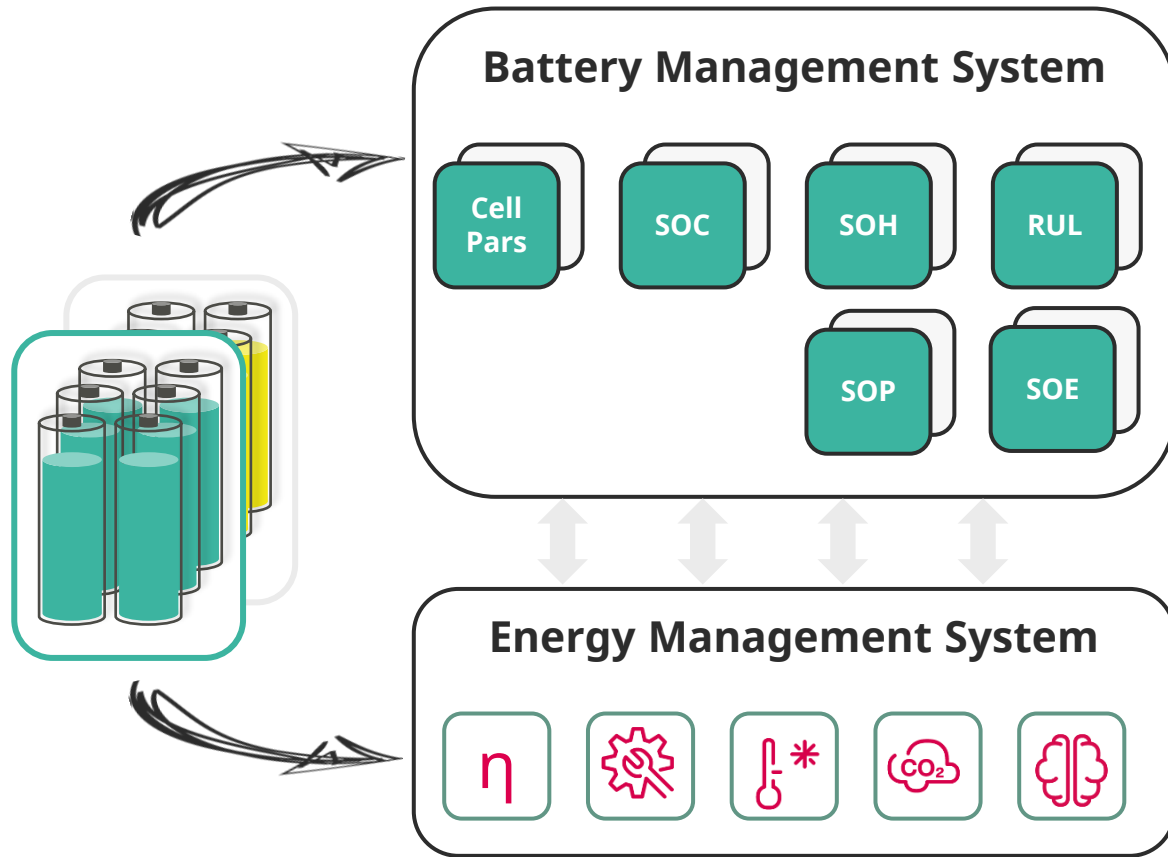 Battery Management System
Cell
Pars
SOC
SOH
RUL
SOP
SOE
Energy Management System
η
CO₂